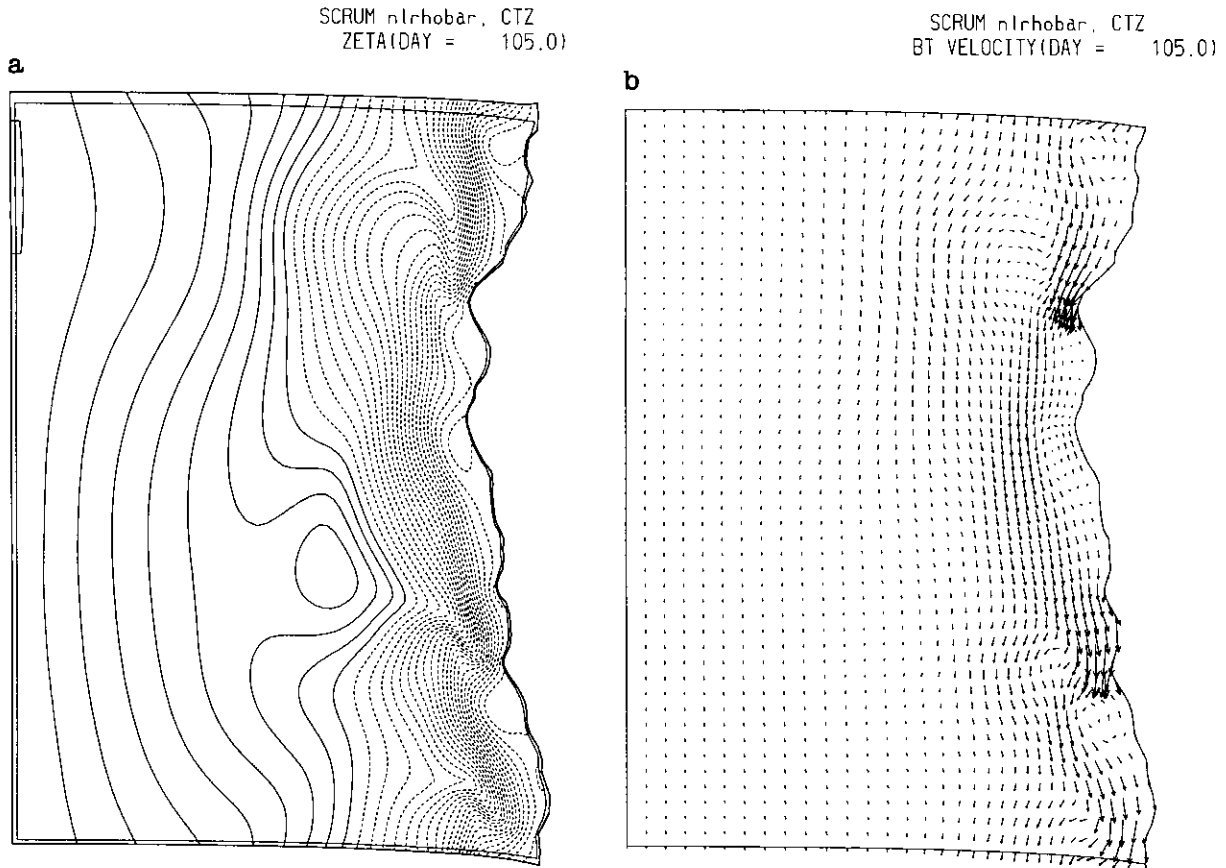 SCRUM nlrhobar, CTZ
ZETA(DAY = 105.0)
a
SCRUM nlrhobar, CTZ
BT VELOCITY(DAY = 105.0)
b